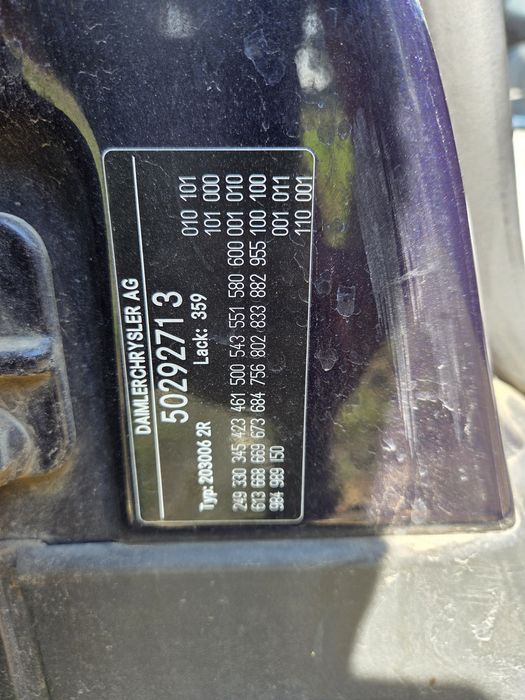 DAIMLERCHRYSLER AG
5029271 3 010 101
Typ: 203006 2R Lack: 359 101 000
249 330 345 423 461 500 543 551 580 600 001 010
613 668 669 673 684 756 802 833 882 955 100 100
984 989 150 001 011
110 001